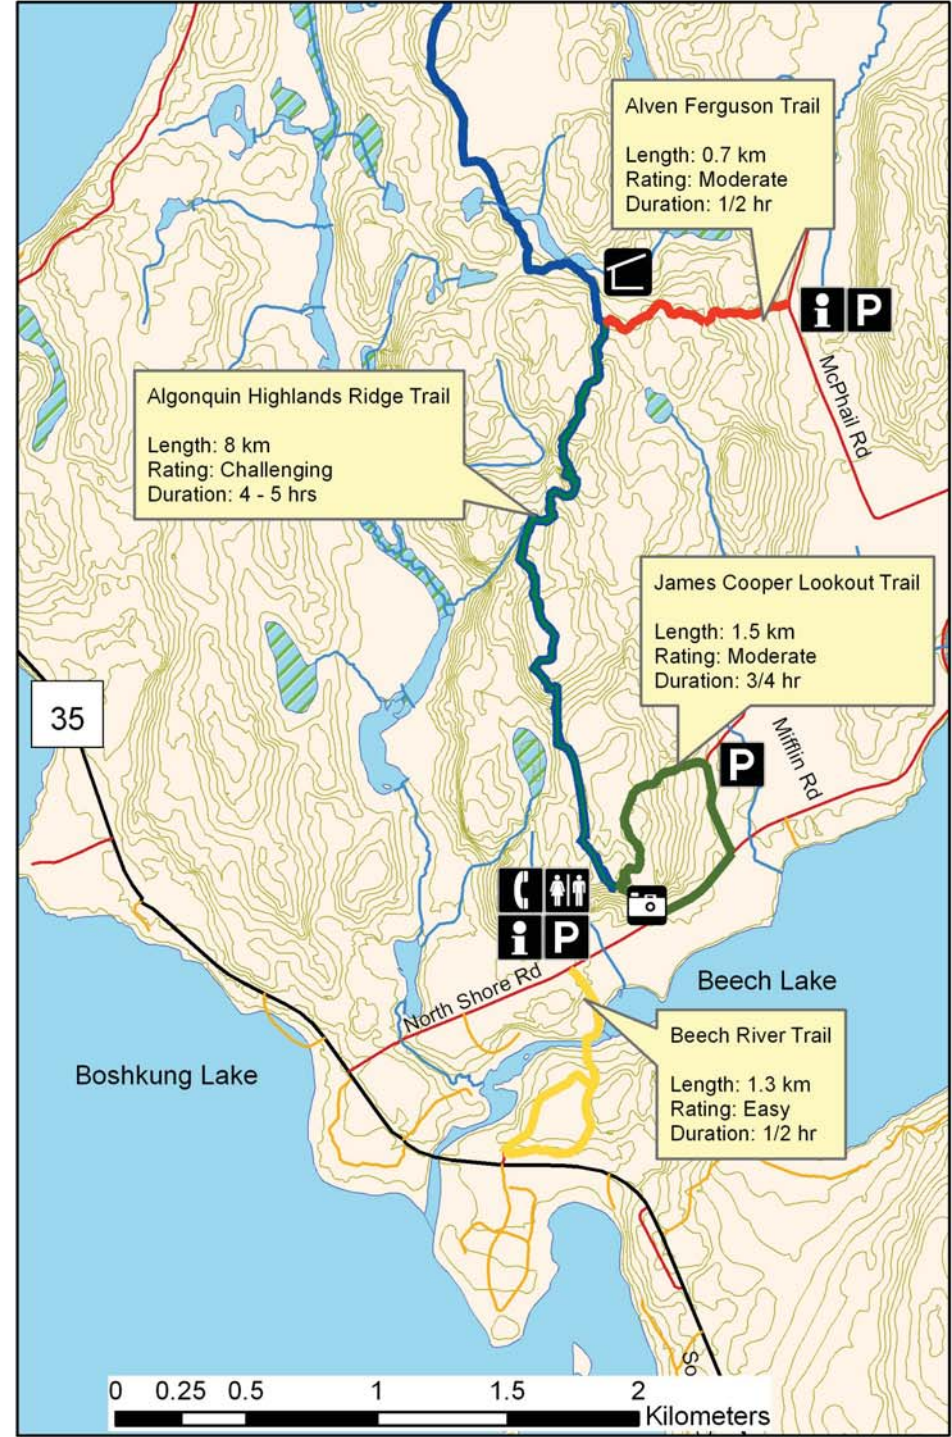 Alven Ferguson Trail
Length: 0.7 km
Rating: Moderate
Duration: 1/2 hr
i P
McPhail Rd
Algonquin Highlands Ridge Trail
Length: 8 km
Rating: Challenging
Duration: 4 - 5 hrs
James Cooper Lookout Trail
Length: 1.5 km
Rating: Moderate
Duration: 3/4 hr
35
P
Mifflin Rd
i P
North Shore Rd
Beech Lake
Beech River Trail
Length: 1.3 km
Rating: Easy
Duration: 1/2 hr
Boshkung Lake
So
0 0.25 0.5 1 1.5 2
Kilometers